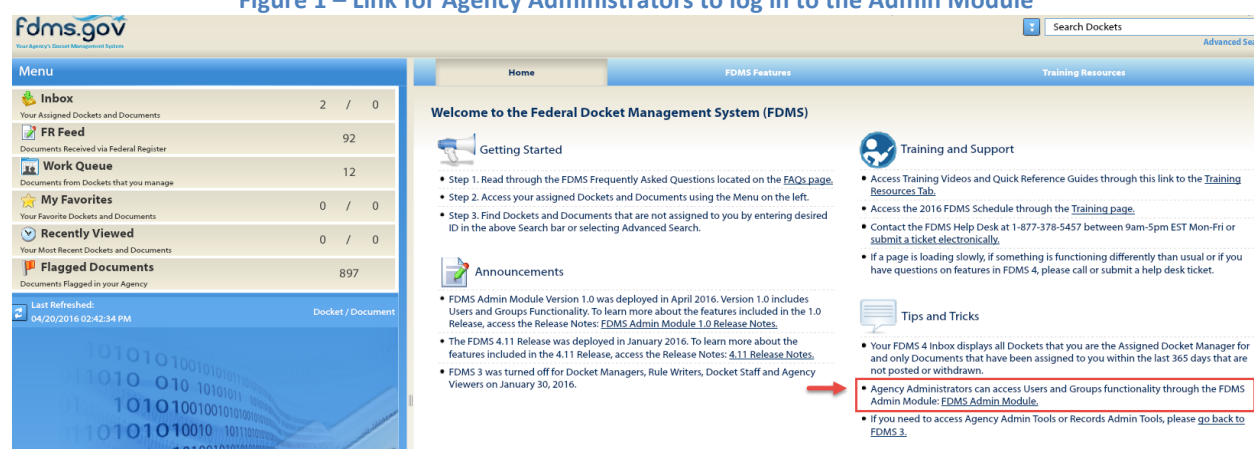 Figure 1 – Link for Agency Administrators to log in to the Admin Module
fdms.gov
Your Agency's Docket Management System
Search Dockets
Advanced Sea
Menu
Home
FDMS Features
Training Resources
Inbox
2 / 0
Your Assigned Dockets and Documents
FR Feed
92
Documents Received via Federal Register
Work Queue
12
Documents from Dockets that you manage
My Favorites
0 / 0
Your Favorite Dockets and Documents
Recently Viewed
0 / 0
Your Most Recent Dockets and Documents
Flagged Documents
897
Documents Flagged in your Agency
Last Refreshed:
04/20/2016 02:42:34 PM
Docket / Document
Welcome to the Federal Docket Management System (FDMS)
Getting Started
• Step 1. Read through the FDMS Frequently Asked Questions located on the FAQs page.
• Step 2. Access your assigned Dockets and Documents using the Menu on the left.
• Step 3. Find Dockets and Documents that are not assigned to you by entering desired
ID in the above Search bar or selecting Advanced Search.
Announcements
• FDMS Admin Module Version 1.0 was deployed in April 2016. Version 1.0 includes
Users and Groups Functionality. To learn more about the features included in the 1.0
Release, access the Release Notes: FDMS Admin Module 1.0 Release Notes.
• The FDMS 4.11 Release was deployed in January 2016. To learn more about the
features included in the 4.11 Release, access the Release Notes: 4.11 Release Notes.
• FDMS 3 was turned off for Docket Managers, Rule Writers, Docket Staff and Agency
Viewers on January 30, 2016.
Training and Support
• Access Training Videos and Quick Reference Guides through this link to the Training
Resources Tab.
• Access the 2016 FDMS Schedule through the Training page.
• Contact the FDMS Help Desk at 1-877-378-5457 between 9am-5pm EST Mon-Fri or
submit a ticket electronically.
• If a page is loading slowly, if something is functioning differently than usual or if you
have questions on features in FDMS 4, please call or submit a help desk ticket.
Tips and Tricks
• Your FDMS 4 Inbox displays all Dockets that you are the Assigned Docket Manager for
and only Documents that have been assigned to you within the last 365 days that are
not posted or withdrawn.
• Agency Administrators can access Users and Groups functionality through the FDMS
Admin Module: FDMS Admin Module.
• If you need to access Agency Admin Tools or Records Admin Tools, please go back to
FDMS 3.